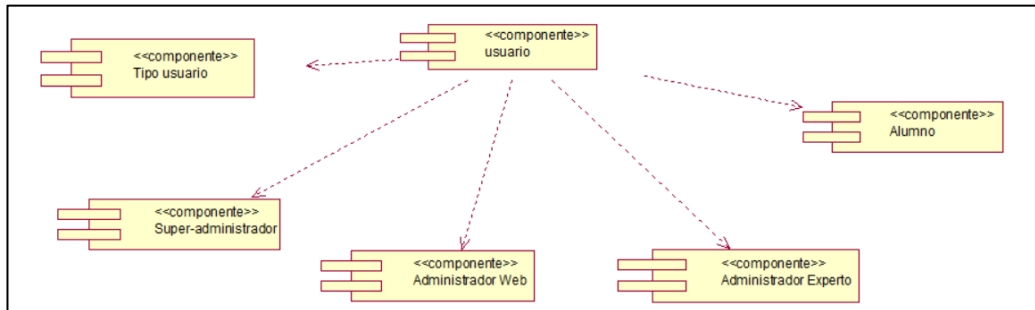 <<componente>>
usuario
<<componente>>
Tipo usuario
<<componente>>
Alumno
<<componente>>
Super-administrador
<<componente>>
Administrador Web
<<componente>>
Administrador Experto